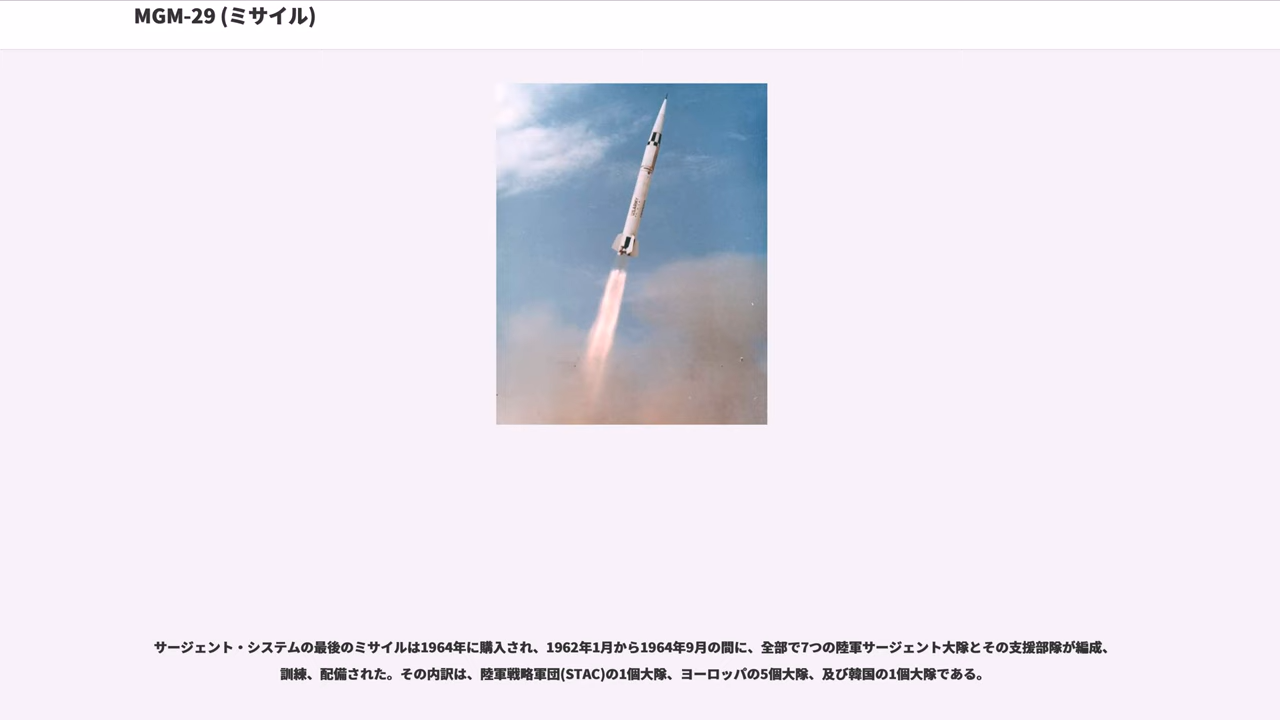 MGM-29 (ミサイル)
サージェント・システムの最後のミサイルは1964年に購入され、1962年1月から1964年9月の間に、全部で7つの陸軍サージェント大隊とその支援部隊が編成、
訓練、配備された。その内訳は、陸軍戦略軍団(STAC)の1個大隊、ヨーロッパの5個大隊、及び韓国の1個大隊である。